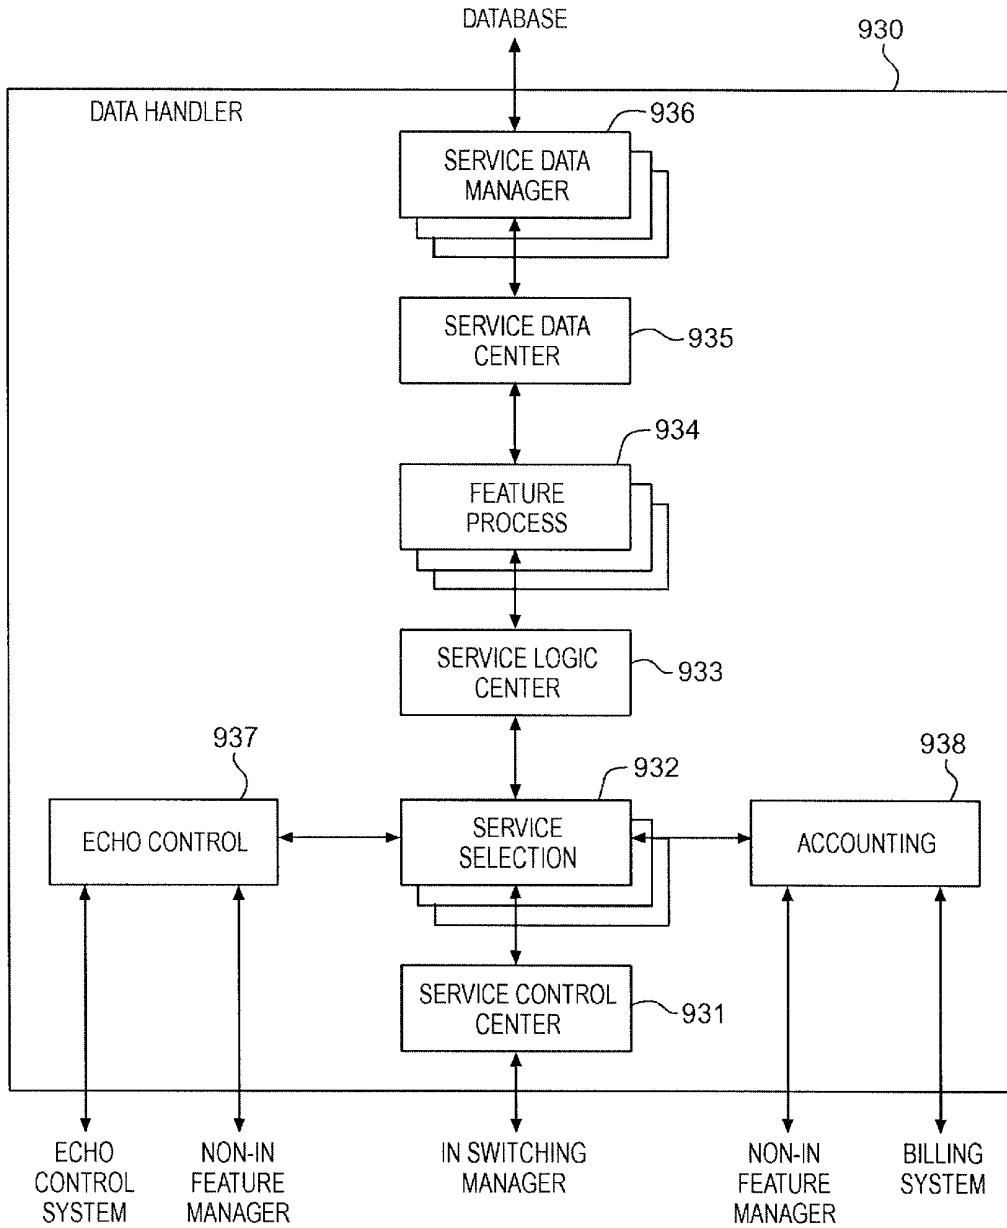 DATABASE
930
DATA HANDLER
936
SERVICE DATA
MANAGER
SERVICE DATA
CENTER
935
934
FEATURE
PROCESS
SERVICE LOGIC
CENTER
933
937
932
938
ECHO CONTROL
SERVICE
SELECTION
ACCOUNTING
SERVICE CONTROL
CENTER
931
ECHO
CONTROL
SYSTEM
NON-IN
FEATURE
MANAGER
IN SWITCHING
MANAGER
NON-IN
FEATURE
MANAGER
BILLING
SYSTEM